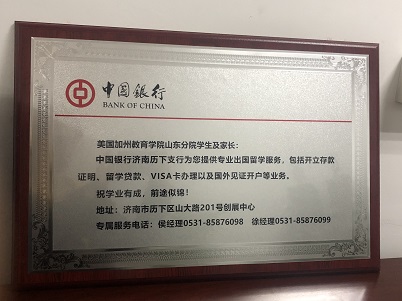 中国银行
BANK OF CHINA
美国加州教育学院山东分院学生及家长：
中国银行济南历下支行为您提供专业出国留学服务，包括开立存款
证明、留学贷款、VISA卡办理以及国外见证开户等业务。
祝学业有成，前途似锦！
地址：济南市历下区山大路201号创展中心
专属服务电话：侯经理0531-85876098 徐经理0531-85876099